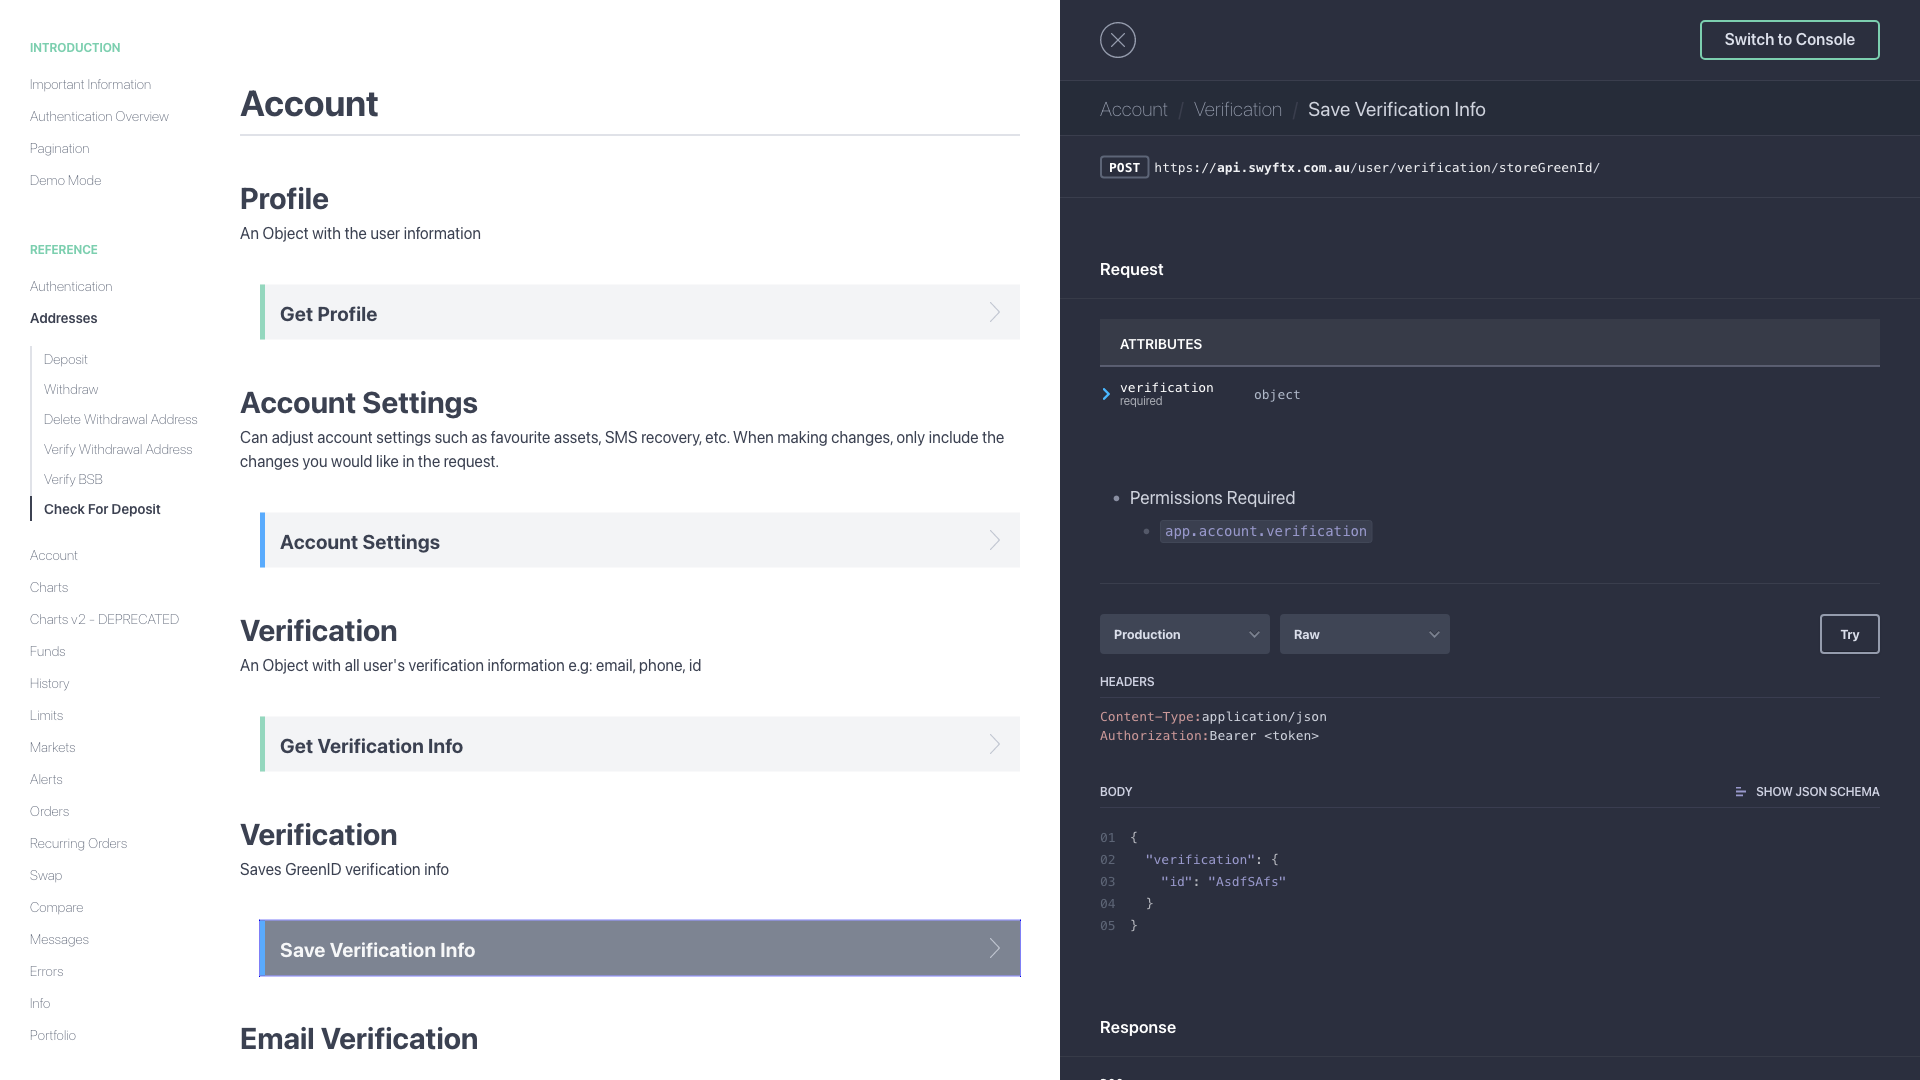 INTRODUCTION
Important Information
Authentication Overview
Pagination
Demo Mode
REFERENCE
Authentication
Addresses
Deposit
Withdraw
Delete Withdrawal Address
Verify Withdrawal Address
Verify BSB
Check For Deposit
Account
Charts
Charts v2 - DEPRECATED
Funds
History
Limits
Markets
Alerts
Orders
Recurring Orders
Swap
Compare
Messages
Errors
Info
Portfolio
Account
Profile
An Object with the user information
Get Profile
Account Settings
Can adjust account settings such as favourite assets, SMS recovery, etc. When making changes, only include the
changes you would like in the request.
Account Settings
Verification
An Object with all user's verification information e.g: email, phone, id
Get Verification Info
Verification
Saves GreenID verification info
Save Verification Info
Email Verification
Switch to Console
Account / Verification / Save Verification Info
POST https://api.swyftx.com.au/user/verification/storeGreenId/
Request
ATTRIBUTES
verification object
required
Permissions Required
app.account.verification
Production Raw Try
HEADERS
Content-Type:application/json
Authorization:Bearer <token>
BODY SHOW JSON SCHEMA
01 {
02 "verification": {
03 "id": "AsdfSAfs"
04 }
05 }
Response